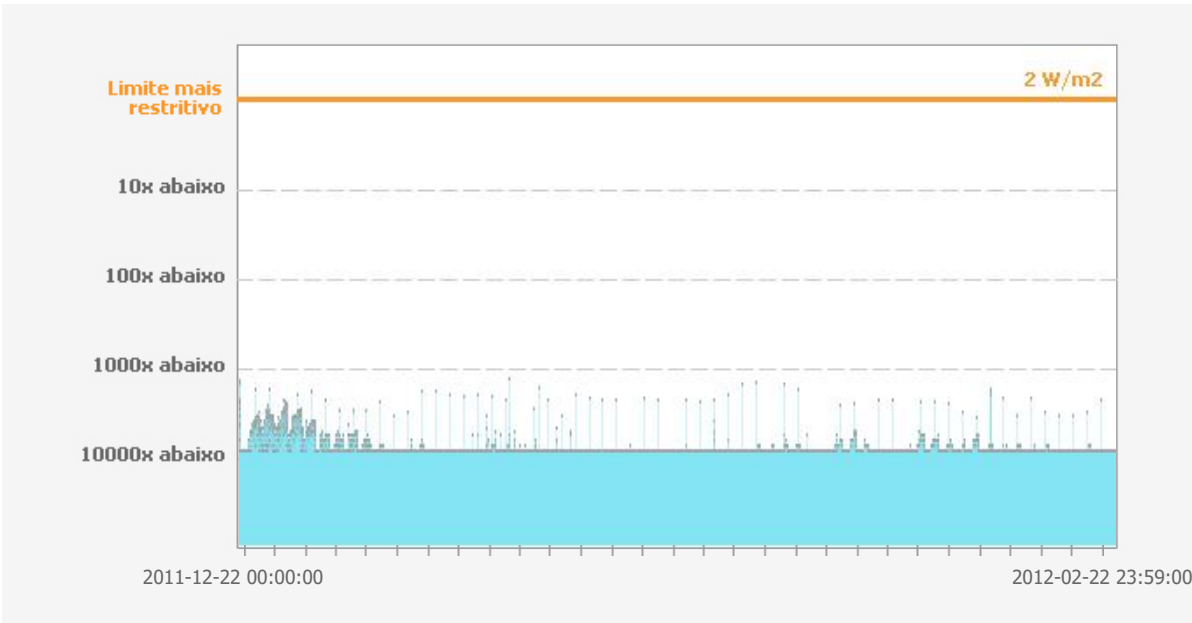 2 W/m2
Limite mais
restritivo
10x abaixo
100x abaixo
1000x abaixo
10000x abaixo
2011-12-22 00:00:00
2012-02-22 23:59:00